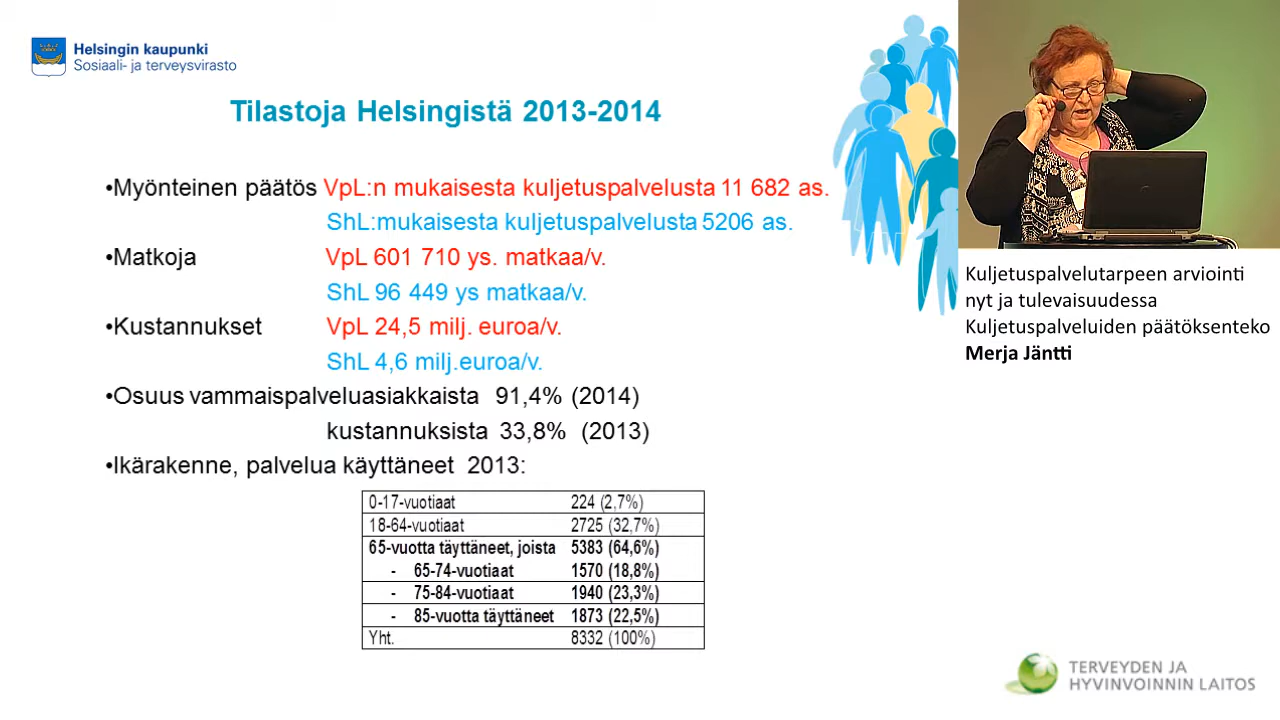 Helsingin kaupunki
Sosiaali- ja terveysvirasto
Tilastoja Helsingistä 2013-2014
•Myönteinen päätös VpL:n mukaisesta kuljetuspalvelusta 11 682 as.
ShL:mukaisesta kuljetuspalvelusta 5206 as.
•Matkoja VpL 601 710 ys. matkaa/v.
ShL 96 449 ys matkaa/v.
•Kustannukset VpL 24,5 milj. euroa/v.
ShL 4,6 milj.euroa/v.
•Osuus vammaispalveluasiakkaista 91,4% (2014)
kustannuksista 33,8% (2013)
•Ikärakenne, palvelua käyttäneet 2013:
0-17-vuotiaat 224 (2,7%)
18-64-vuotiaat 2725 (32,7%)
65-vuotta täyttäneet, joista 5383 (64,6%)
- 65-74-vuotiaat 1570 (18,8%)
- 75-84-vuotiaat 1940 (23,3%)
- 85-vuotta täyttäneet 1873 (22,5%)
Yht. 8332 (100%)
Kuljetuspalvelutarpeen arviointi
nyt ja tulevaisuudessa
Kuljetuspalveluiden päätöksenteko
Merja Jäntti
TERVEYDEN JA
HYVINVOINNIN LAITOS